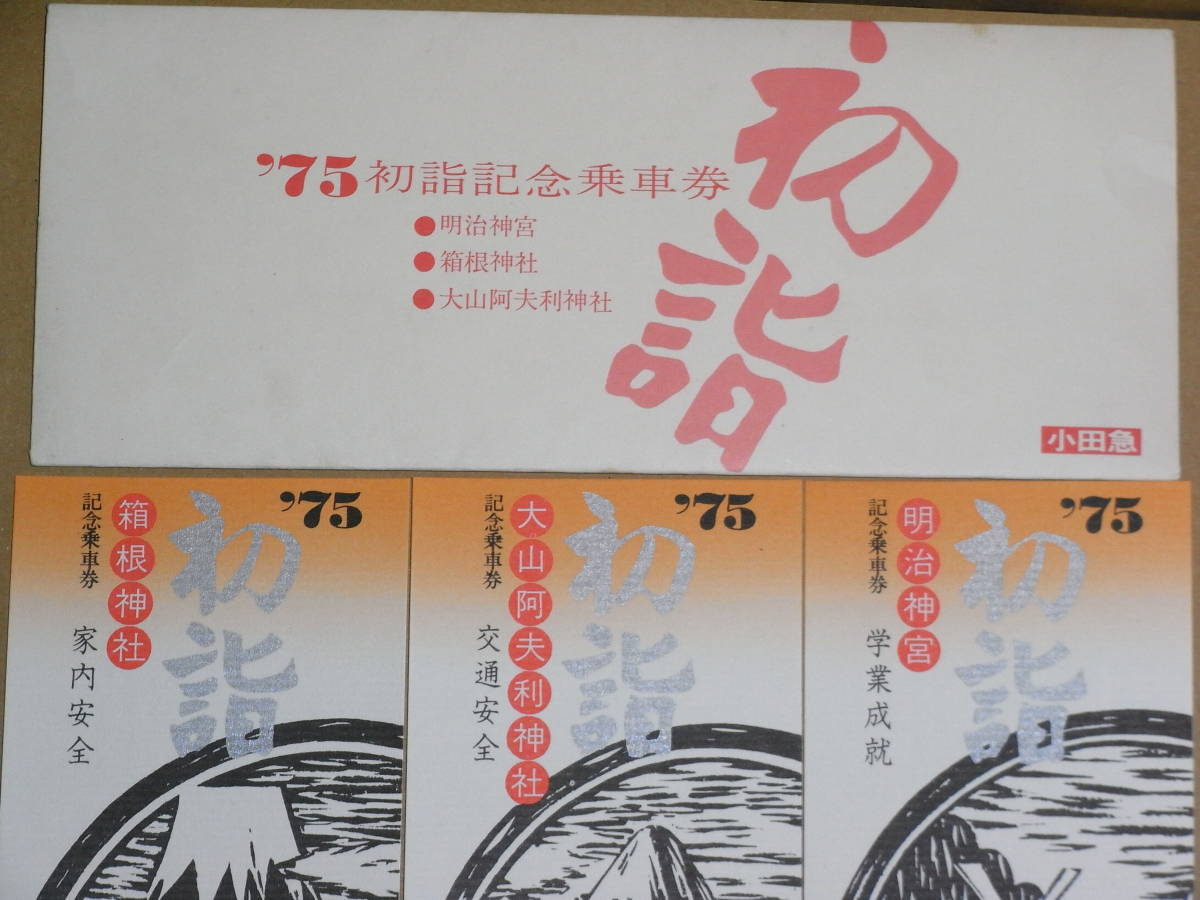 ’75初詣記念乗車券
●明治神宮
●箱根神社
●大山阿夫利神社
初詣
小田急
’75
初詣
箱根神社
記念乗車券
家内安全
’75
初詣
大山阿夫利神社
記念乗車券
交通安全
’75
初詣
明治神宮
記念乗車券
学業成就